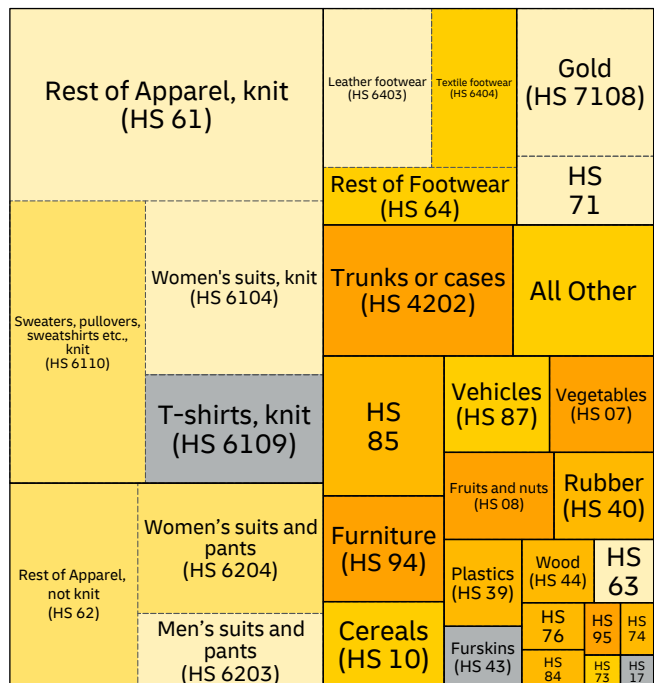 Rest of Apparel, knit
(HS 61)
Leather footwear
(HS 6403)
Textile footwear
(HS 6404)
Gold
(HS 7108)
Rest of Footwear
(HS 64)
HS
71
Sweaters, pullovers,
sweatshirts etc.,
knit
(HS 6110)
Women's suits, knit
(HS 6104)
T-shirts, knit
(HS 6109)
Trunks or cases
(HS 4202)
All Other
HS
85
Vehicles
(HS 87)
Vegetables
(HS 07)
Fruits and nuts
(HS 08)
Rubber
(HS 40)
Rest of Apparel,
not knit
(HS 62)
Women’s suits and
pants
(HS 6204)
Men’s suits and
pants
(HS 6203)
Furniture
(HS 94)
Cereals
(HS 10)
Plastics
(HS 39)
Wood
(HS 44)
HS
63
Furskins
(HS 43)
HS
76
HS
95
HS
74
HS
84
HS
73
HS
17